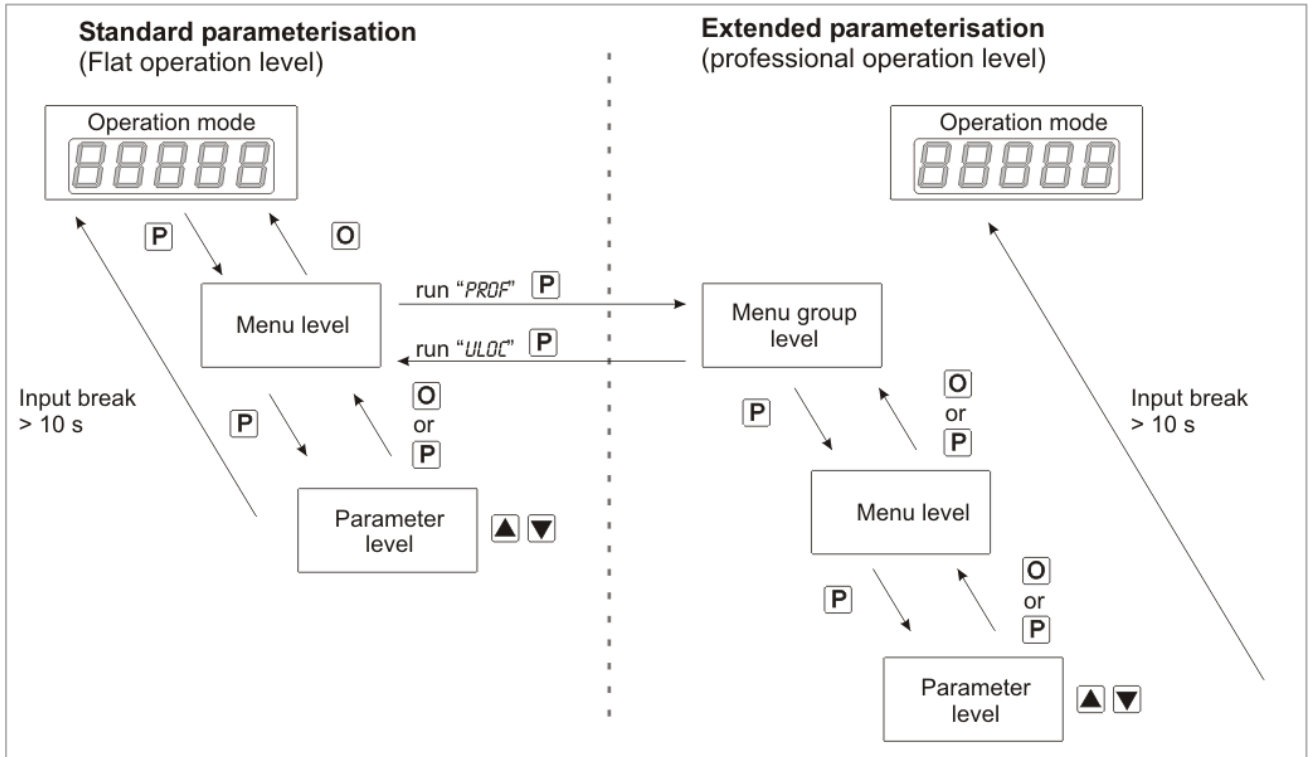 Standard parameterisation
(Flat operation level)
Extended parameterisation
(professional operation level)
Operation mode
88888
Operation mode
88888
P
O
run “PROF” P
Menu level
Menu group
level
run “ULOC” P
Input break
> 10 s
P
O
or
P
P
O
or
P
Input break
> 10 s
Parameter
level
Menu level
P
O
or
P
Parameter
level